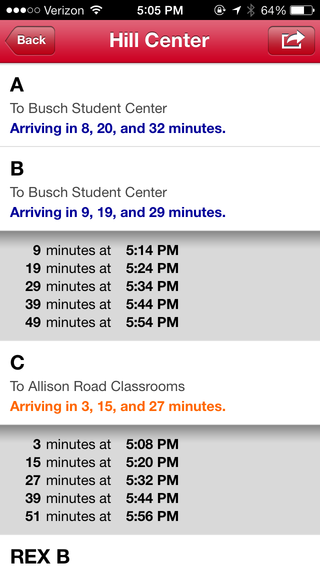 Verizon 5:05 PM 64%
Back Hill Center
A
To Busch Student Center
Arriving in 8, 20, and 32 minutes.
B
To Busch Student Center
Arriving in 9, 19, and 29 minutes.
9 minutes at 5:14 PM
19 minutes at 5:24 PM
29 minutes at 5:34 PM
39 minutes at 5:44 PM
49 minutes at 5:54 PM
C
To Allison Road Classrooms
Arriving in 3, 15, and 27 minutes.
3 minutes at 5:08 PM
15 minutes at 5:20 PM
27 minutes at 5:32 PM
39 minutes at 5:44 PM
51 minutes at 5:56 PM
REX B